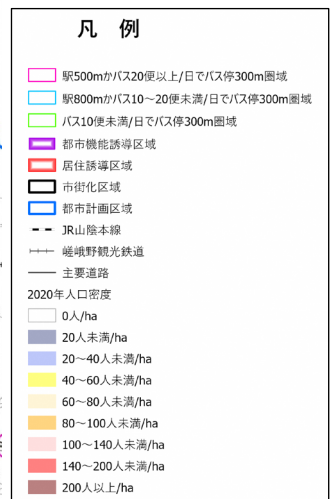 凡 例
駅500mかバス20便以上/日でバス停300m圏域
駅800mかバス10～20便未満/日でバス停300m圏域
バス10便未満/日でバス停300m圏域
都市機能誘導区域
居住誘導区域
市街化区域
都市計画区域
JR山陰本線
嵯峨野観光鉄道
主要道路
2020年人口密度
0人/ha
20人未満/ha
20～40人未満/ha
40～60人未満/ha
60～80人未満/ha
80～100人未満/ha
100～140人未満/ha
140～200人未満/ha
200人以上/ha